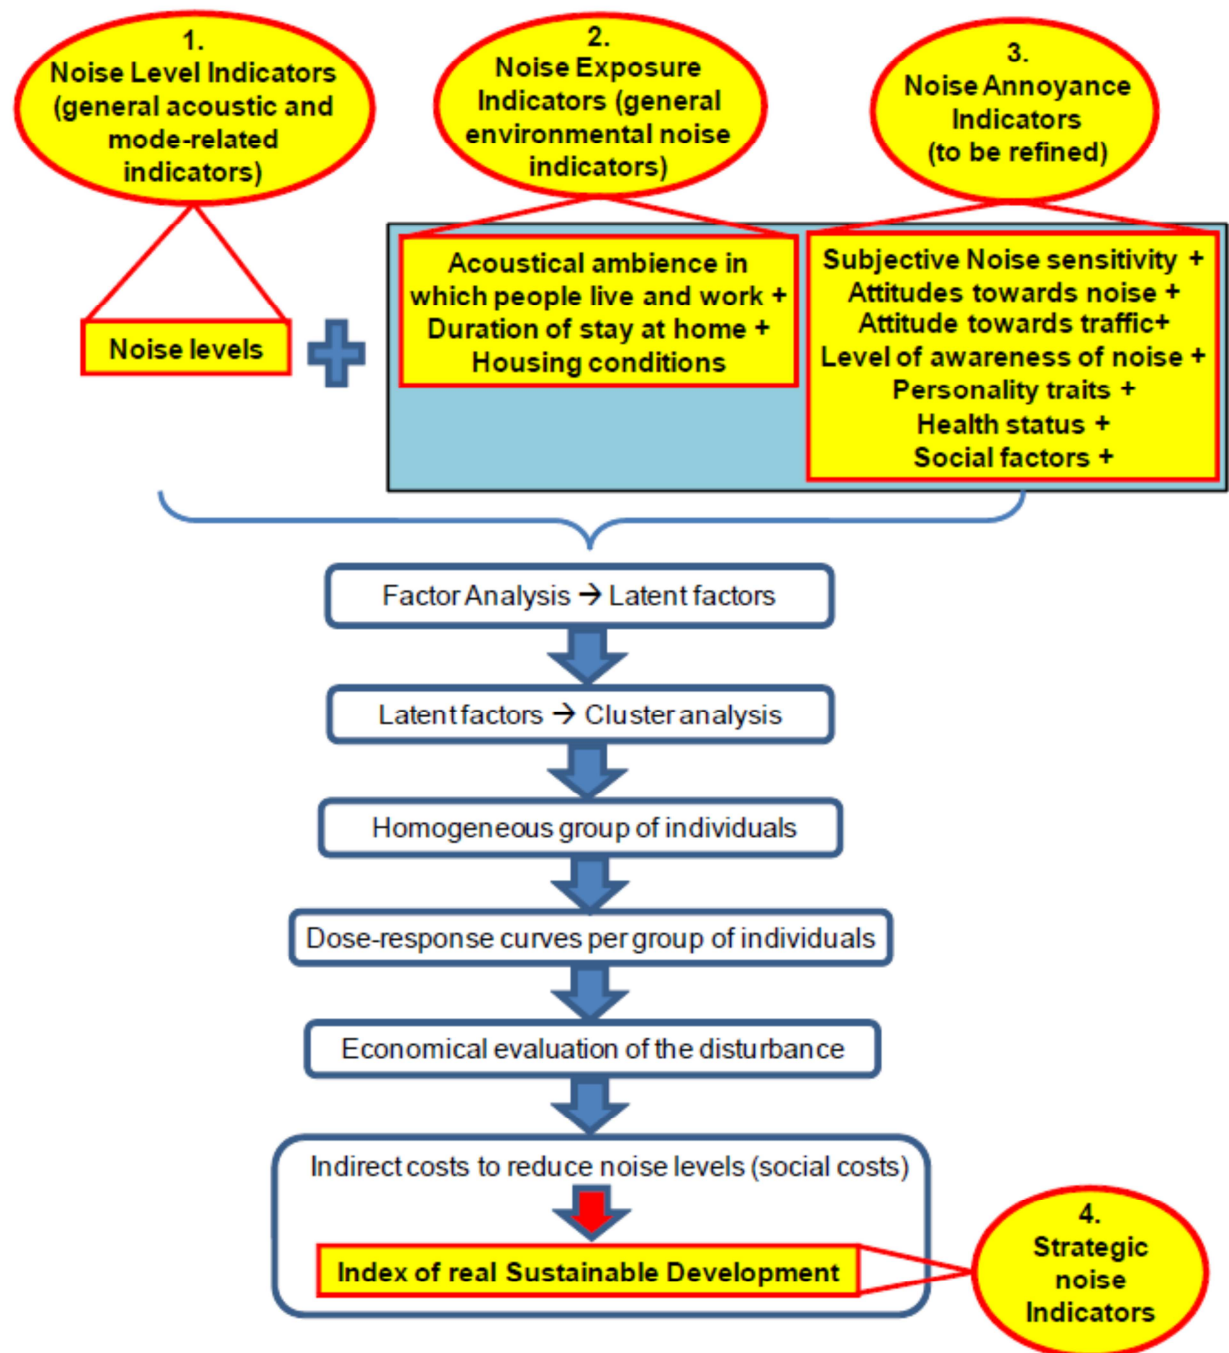 1.
Noise Level Indicators
(general acoustic and
mode-related
indicators)
2.
Noise Exposure
Indicators (general
environmental noise
indicators)
3.
Noise Annoyance
Indicators
(to be refined)
Noise levels
+
Acoustical ambience in
which people live and work +
Duration of stay at home +
Housing conditions
Subjective Noise sensitivity +
Attitudes towards noise +
Attitude towards traffic+
Level of awareness of noise +
Personality traits +
Health status +
Social factors +
Factor Analysis → Latent factors
Latent factors → Cluster analysis
Homogeneous group of individuals
Dose-response curves per group of individuals
Economical evaluation of the disturbance
Indirect costs to reduce noise levels (social costs)
Index of real Sustainable Development
4.
Strategic
noise
Indicators